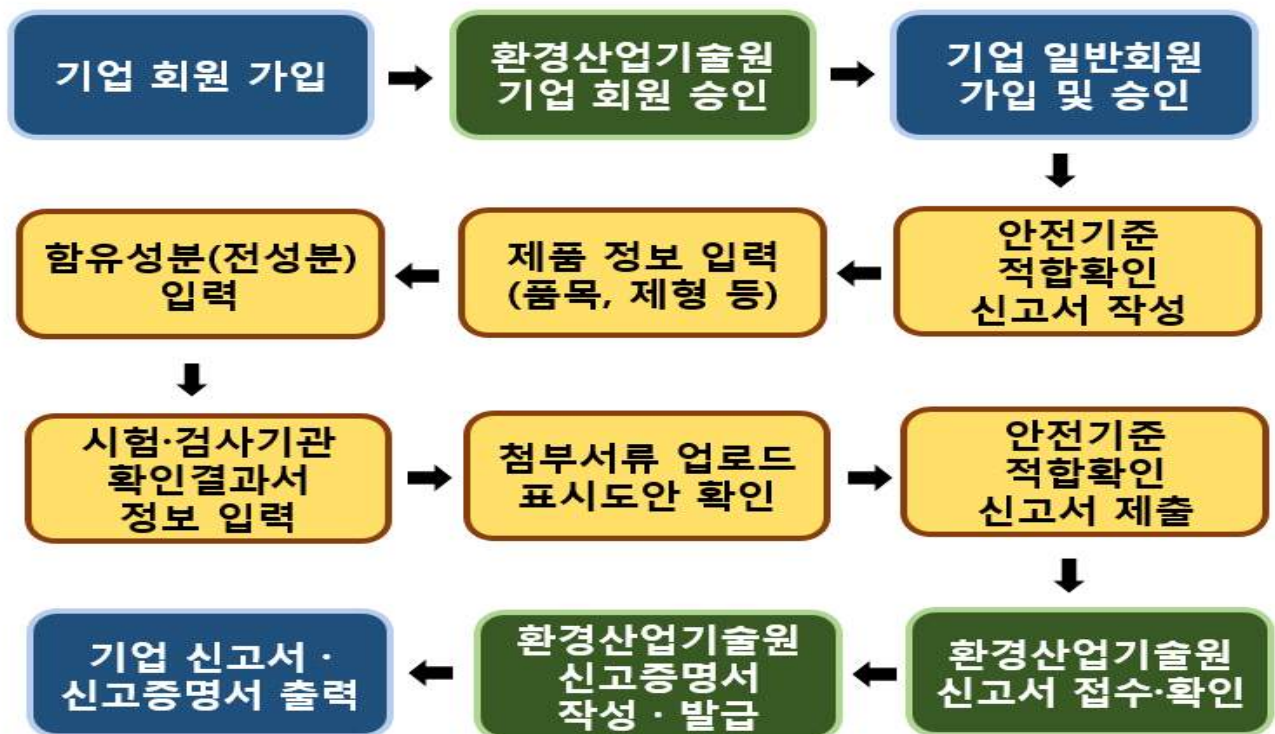 기업 회원 가입
환경산업기술원
기업 회원 승인
기업 일반회원
가입 및 승인
안전기준
적합확인
신고서 작성
제품 정보 입력
(품목, 제형 등)
함유성분(전성분)
입력
시험·검사기관
확인결과서
정보 입력
첨부서류 업로드
표시도안 확인
안전기준
적합확인
신고서 제출
환경산업기술원
신고서 접수·확인
환경산업기술원
신고증명서
작성 · 발급
기업 신고서 ·
신고증명서 출력